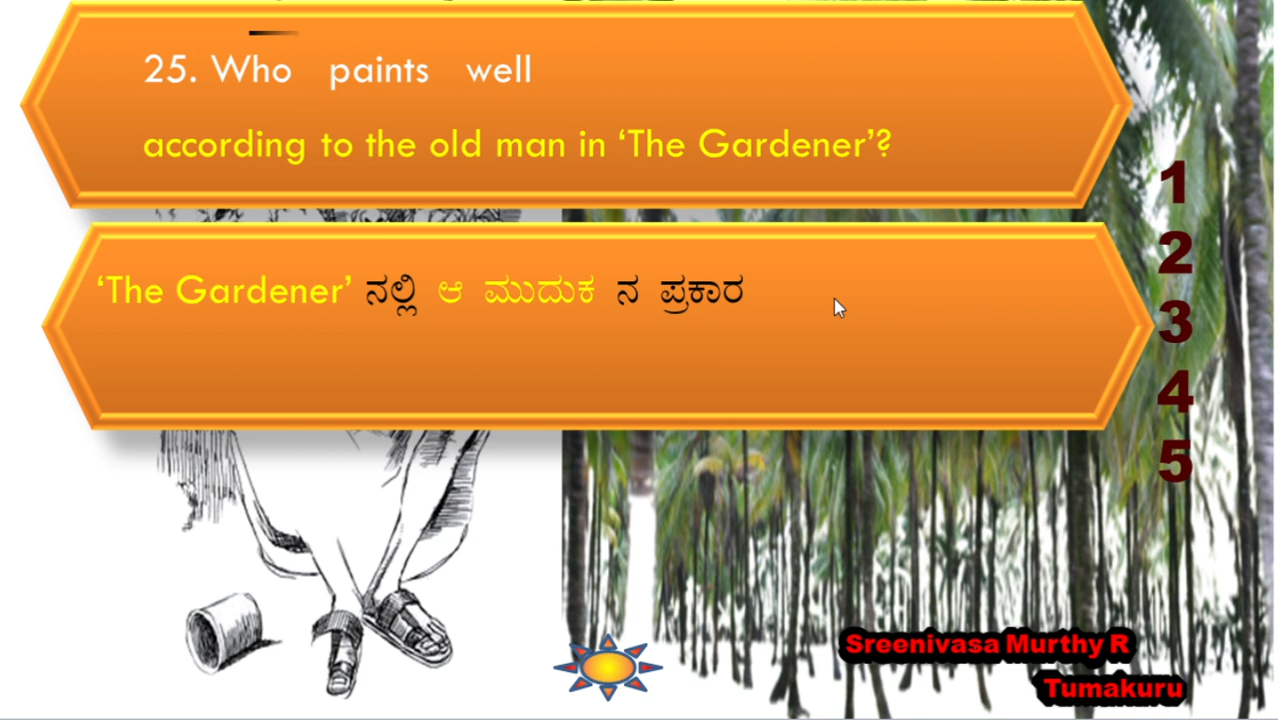 25. Who paints well
according to the old man in ‘The Gardener’?
‘The Gardener’ ನಲ್ಲಿ ಆ ಮುದುಕ ನ ಪ್ರಕಾರ
1
2
3
4
5
Sreenivasa Murthy R
Tumakuru